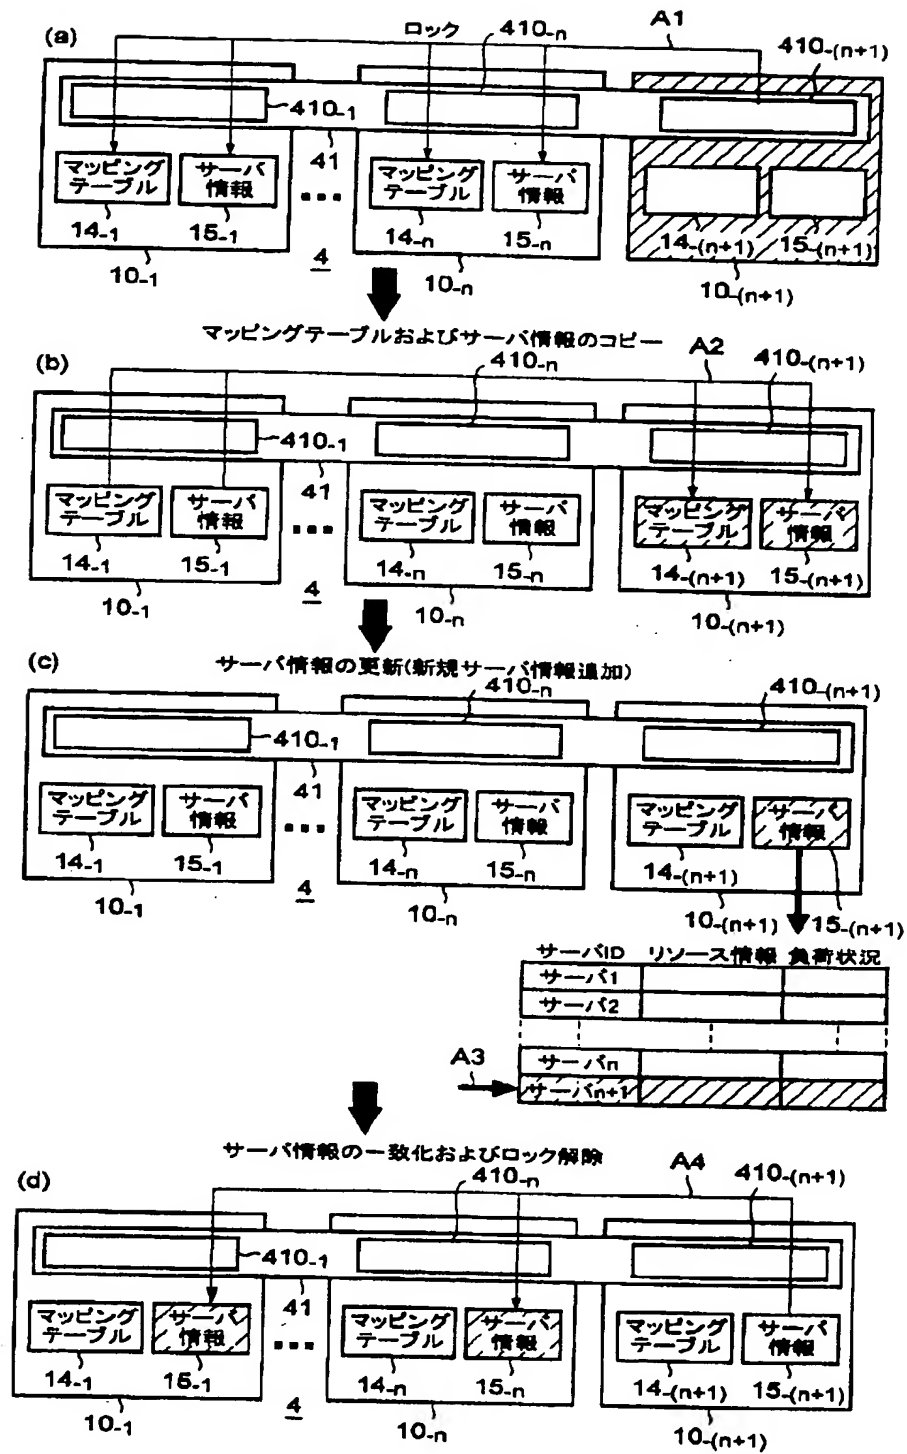 (a)
ロック
410-n
A1
410-(n+1)
410-1
マッピング
テーブル
サーバ
情報
41
マッピング
テーブル
サーバ
情報
14-1
15-1
14-n
15-n
14-(n+1)
15-(n+1)
10-1
4
10-n
10-(n+1)
マッピングテーブルおよびサーバ情報のコピー
(b)
410-n
A2
410-(n+1)
410-1
マッピング
テーブル
サーバ
情報
41
マッピング
テーブル
サーバ
情報
マッピング
テーブル
サーバ
情報
14-1
15-1
14-n
15-n
14-(n+1)
15-(n+1)
10-1
4
10-n
10-(n+1)
(c)
サーバ情報の更新(新規サーバ情報追加)
410-n
410-(n+1)
410-1
マッピング
テーブル
サーバ
情報
41
マッピング
テーブル
サーバ
情報
マッピング
テーブル
サーバ
情報
14-1
15-1
14-n
15-n
14-(n+1)
10-1
4
10-n
10-(n+1)
15-(n+1)
サーバID リソース情報 負荷状況
サーバ1
サーバ2
A3
サーバn
サーバn+1
サーバ情報の一致化およびロック解除
(d)
410-n
A4
410-(n+1)
410-1
マッピング
テーブル
サーバ
情報
41
マッピング
テーブル
サーバ
情報
マッピング
テーブル
サーバ
情報
14-1
15-1
14-n
15-n
14-(n+1)
15-(n+1)
10-1
4
10-n
10-(n+1)